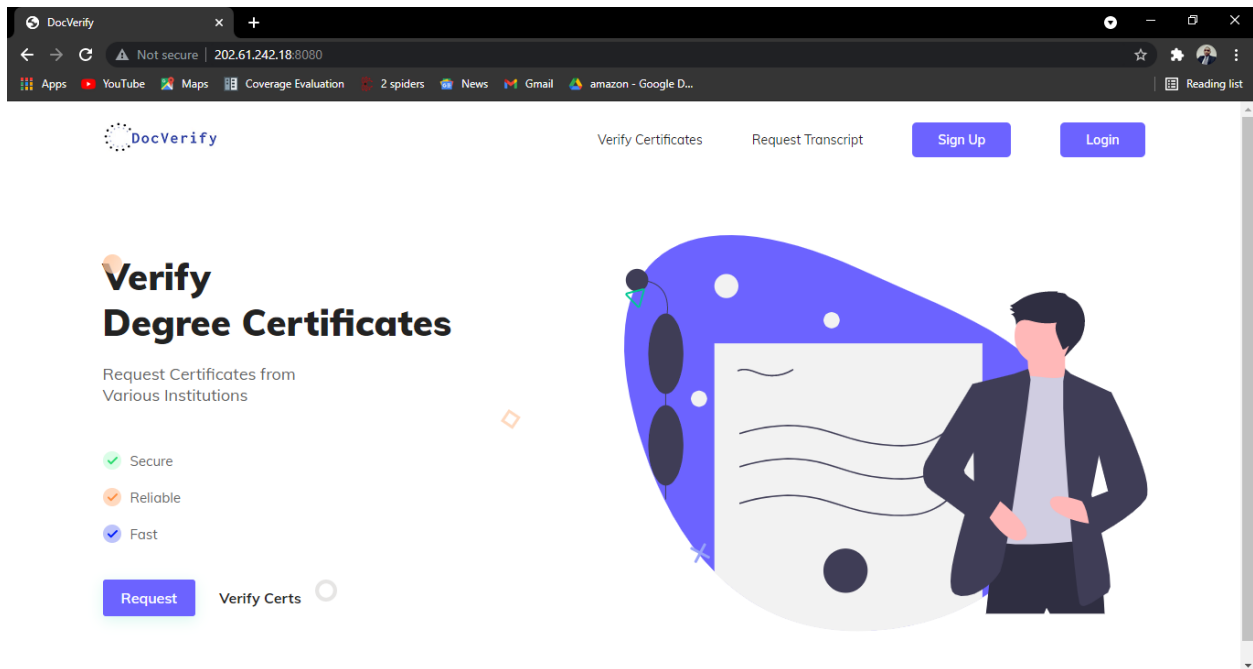 DocVerify
Not secure | 202.61.242.18:8080
Apps YouTube Maps Coverage Evaluation 2 spiders News Gmail amazon - Google D... Reading list
DocVerify Verify Certificates Request Transcript Sign Up Login
Verify
Degree Certificates
Request Certificates from
Various Institutions
Secure
Reliable
Fast
Request Verify Certs